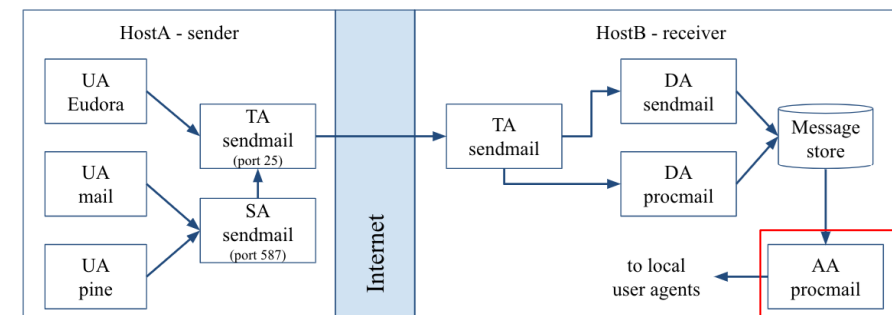 HostA - sender
HostB - receiver
UA
Eudora
TA
sendmail
(port 25)
UA
mail
SA
sendmail
(port 587)
UA
pine
Internet
TA
sendmail
DA
sendmail
DA
procmail
Message
store
to local
user agents
AA
procmail